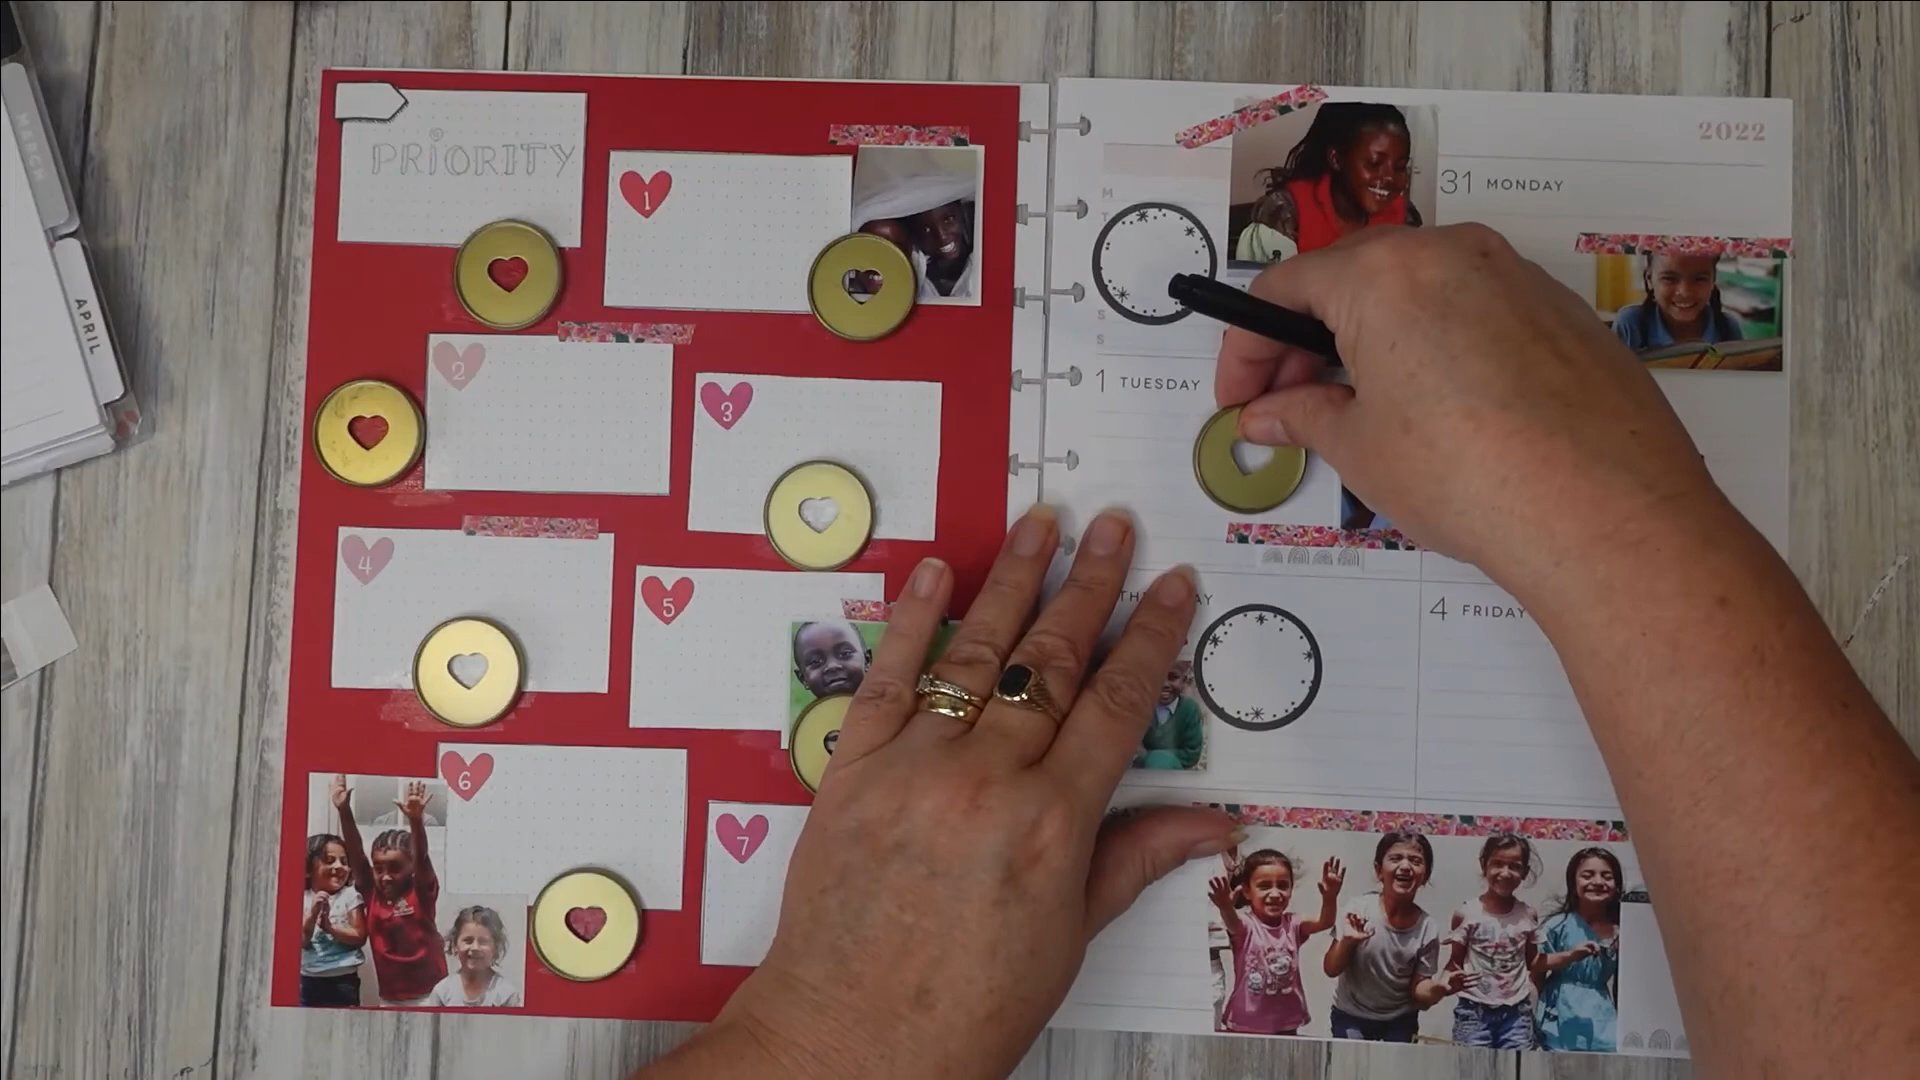 MARCH
APRIL
PRiORITY
1
2
3
4
5
6
7
2022
M
T
S
S
31 MONDAY
1 TUESDAY
4 FRIDAY